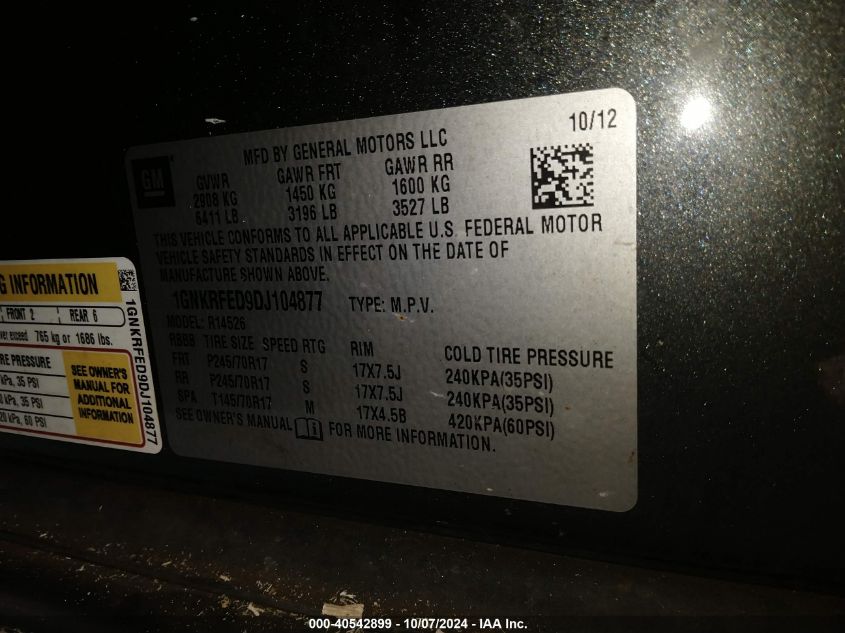 10/12
MFD BY GENERAL MOTORS LLC
GM
GVWR GAWR FRT GAWR RR
2908 KG 1450 KG 1600 KG
6411 LB 3196 LB 3527 LB
THIS VEHICLE CONFORMS TO ALL APPLICABLE U.S. FEDERAL MOTOR
VEHICLE SAFETY STANDARDS IN EFFECT ON THE DATE OF
MANUFACTURE SHOWN ABOVE.
1GNKRFED9DJ104877 TYPE: M.P.V.
MODEL: R14526
RBBB TIRE SIZE SPEED RTG RIM COLD TIRE PRESSURE
FRT P245/70R17 S 17X7.5J 240KPA(35PSI)
RR P245/70R17 S 17X7.5J 240KPA(35PSI)
SPA T145/70R17 M 17X4.5B 420KPA(60PSI)
SEE OWNER'S MANUAL FOR MORE INFORMATION.
G INFORMATION
FRONT 2 REAR 6
ver exceed 765 kg or 1686 lbs.
RE PRESSURE
kPa, 35 PSI
0 kPa, 35 PSI
20 kPa, 60 PSI
SEE OWNER'S
MANUAL FOR
ADDITIONAL
INFORMATION
1GNKRFED9DJ104877
000-40542899 - 10/07/2024 - IAA Inc.